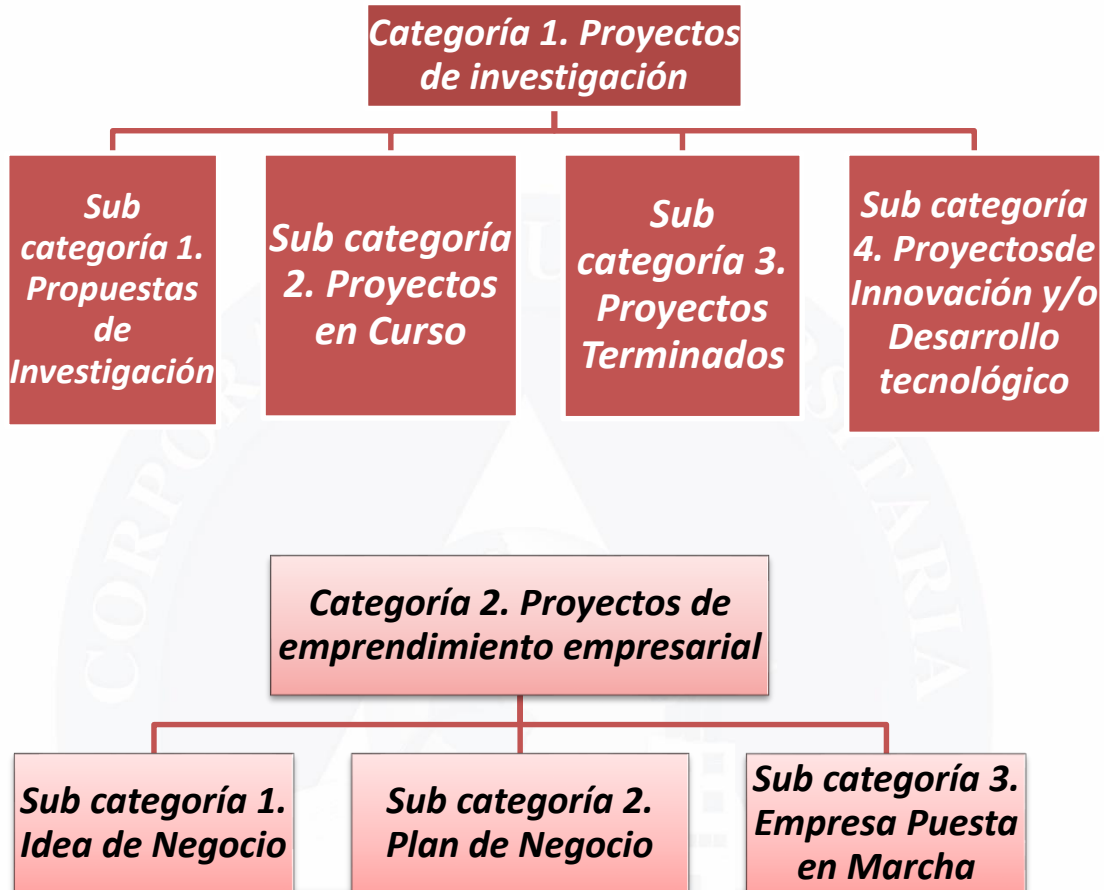 Categoría 1. Proyectos
de investigación
Sub
categoría 1.
Propuestas
de
Investigación
Sub categoría
2. Proyectos
en Curso
Sub
categoría 3.
Proyectos
Terminados
Sub categoría
4. Proyectosde
Innovación y/o
Desarrollo
tecnológico
Categoría 2. Proyectos de
emprendimiento empresarial
Sub categoría 1.
Idea de Negocio
Sub categoría 2.
Plan de Negocio
Sub categoría 3.
Empresa Puesta
en Marcha